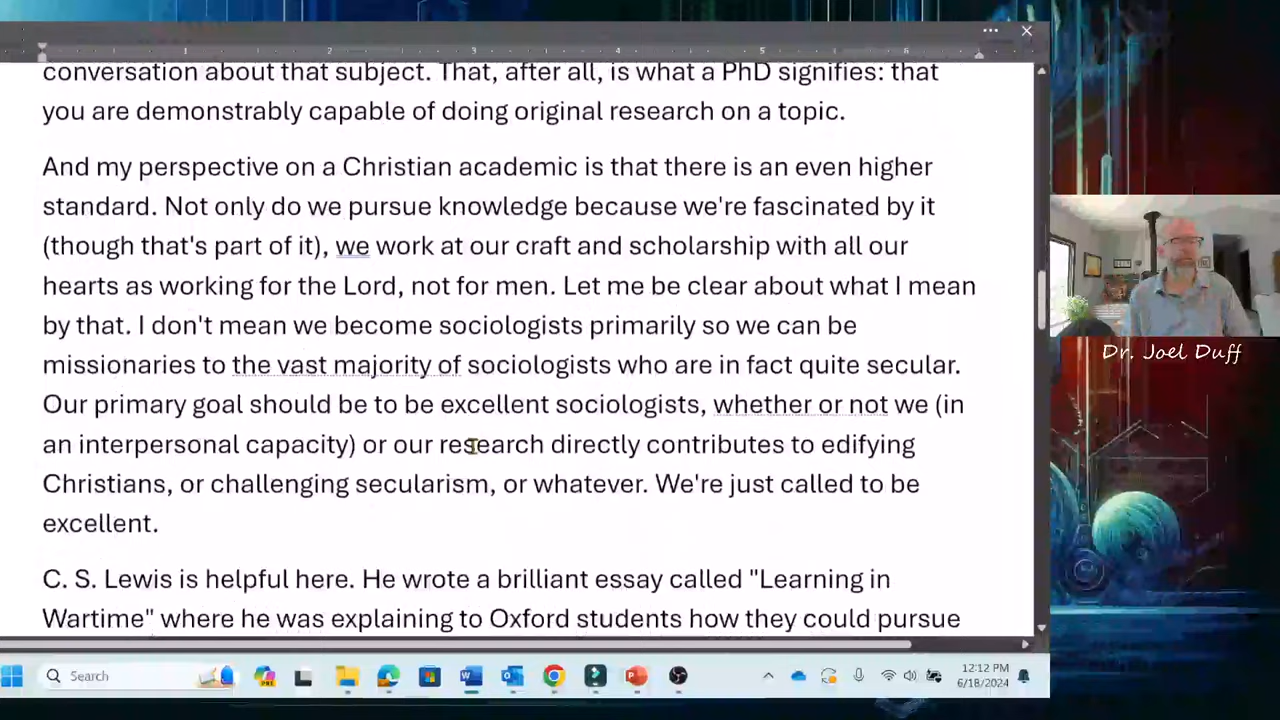 1 2 3 4 5 6
conversation about that subject. That, after all, is what a PhD signifies: that
you are demonstrably capable of doing original research on a topic.
And my perspective on a Christian academic is that there is an even higher
standard. Not only do we pursue knowledge because we're fascinated by it
(though that's part of it), we work at our craft and scholarship with all our
hearts as working for the Lord, not for men. Let me be clear about what I mean
by that. I don't mean we become sociologists primarily so we can be
missionaries to the vast majority of sociologists who are in fact quite secular.
Our primary goal should be to be excellent sociologists, whether or not we (in
an interpersonal capacity) or our research directly contributes to edifying
Christians, or challenging secularism, or whatever. We're just called to be
excellent.
C. S. Lewis is helpful here. He wrote a brilliant essay called "Learning in
Wartime" where he was explaining to Oxford students how they could pursue
Dr. Joel Duff
Search
12:12 PM
6/18/2024